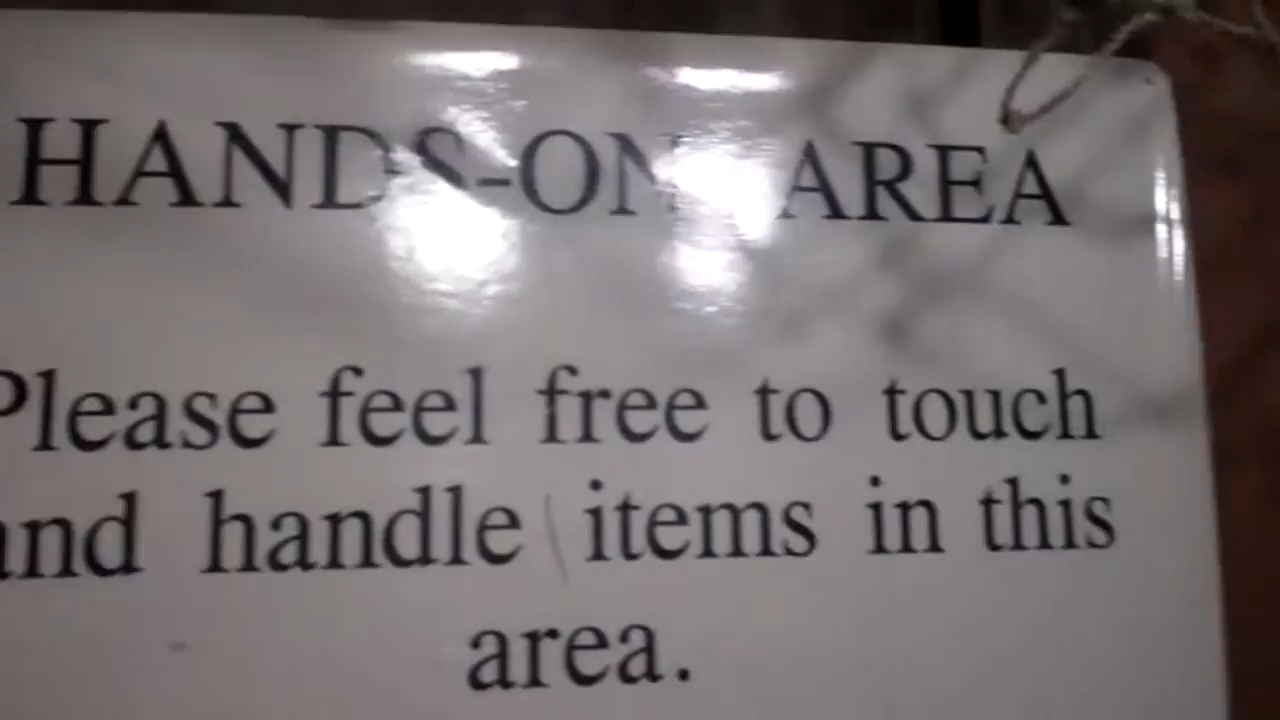 HANDS-ON AREA
Please feel free to touch
and handle items in this
area.